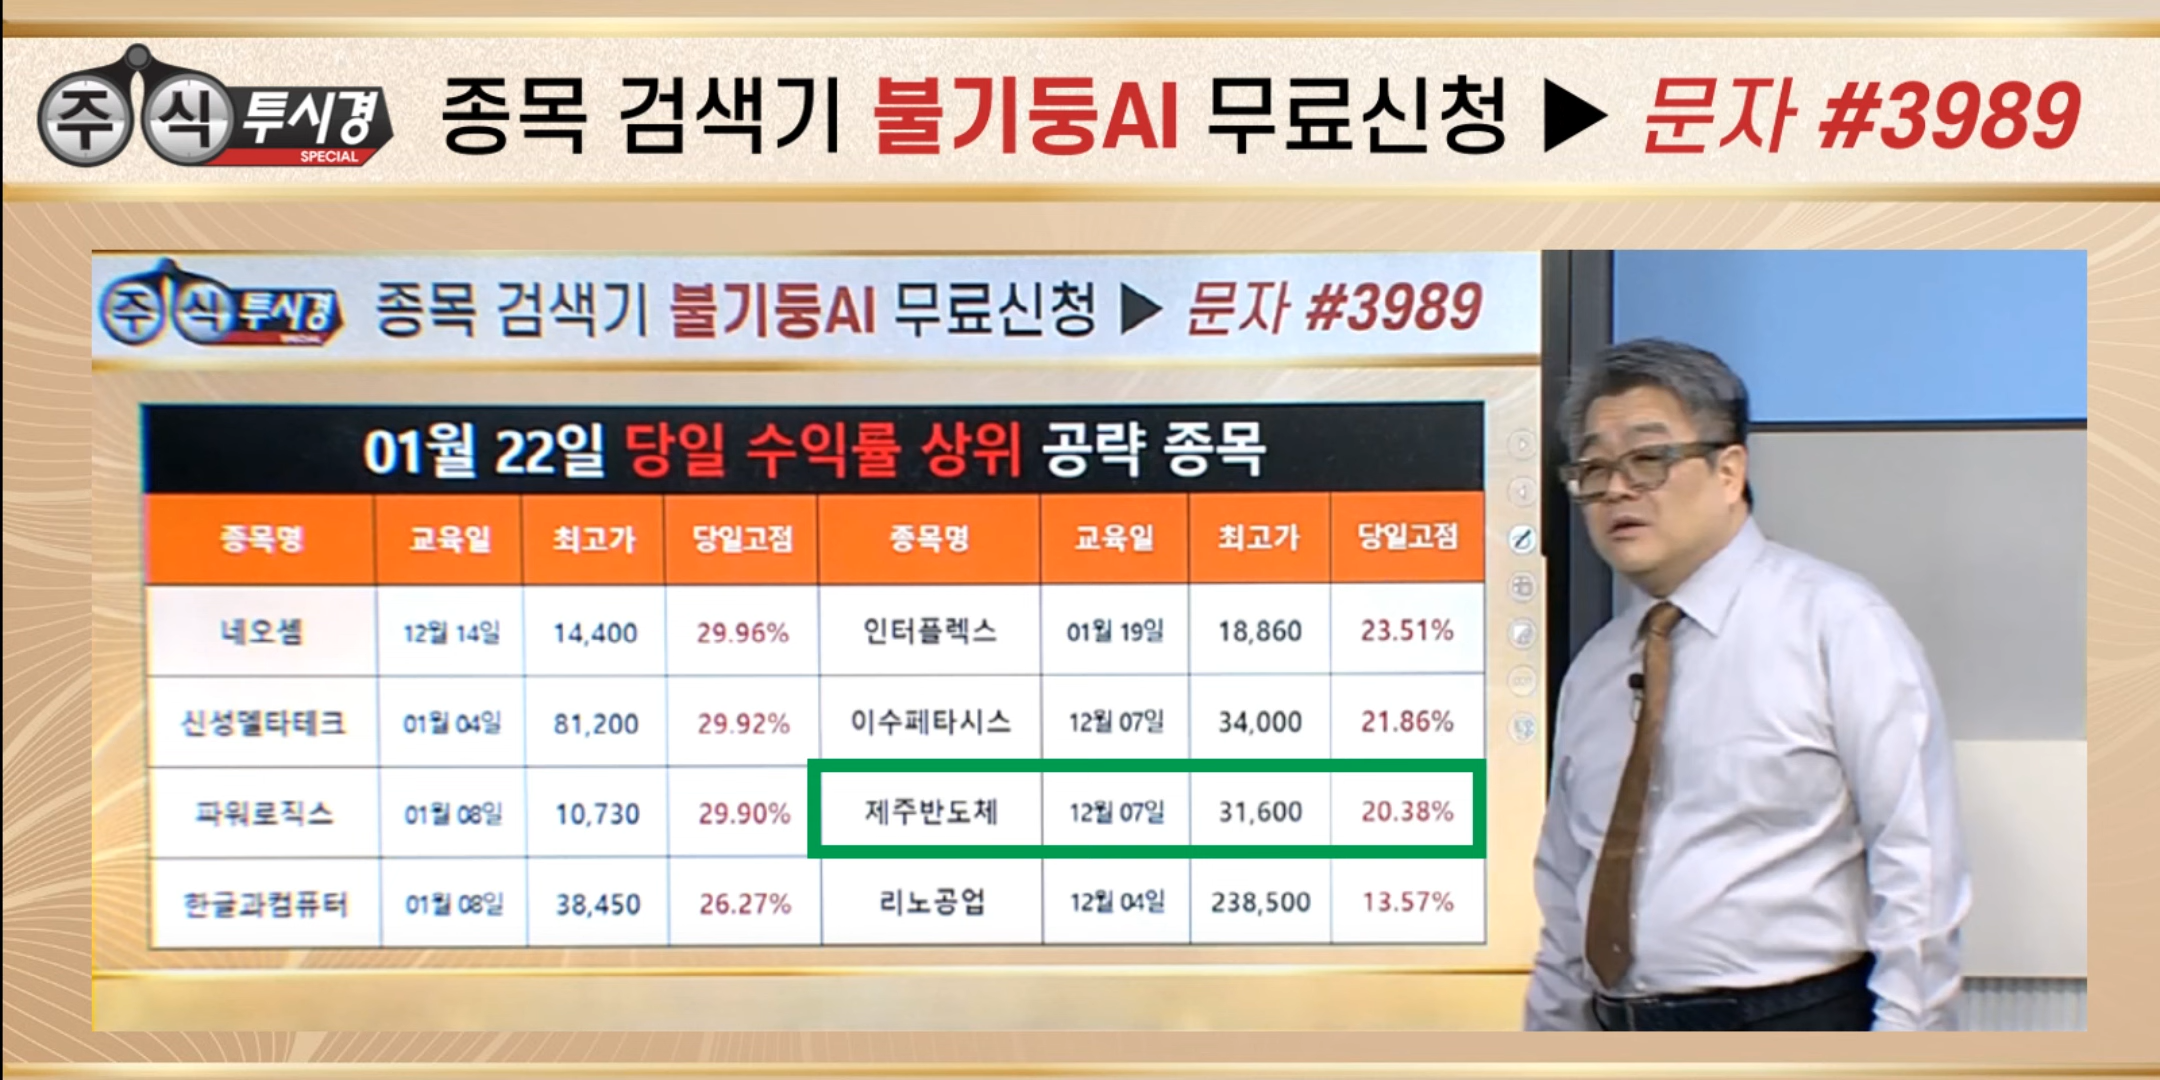 주식투시경 SPECIAL 종목 검색기 불기둥AI 무료신청 ▶ 문자 #3989
주식투시경 SPECIAL 종목 검색기 불기둥AI 무료신청 ▶ 문자 #3989
01월 22일 당일 수익률 상위 공략 종목
종목명 교육일 최고가 당일고점 종목명 교육일 최고가 당일고점
네오셈 12월 14일 14,400 29.96% 인터플렉스 01월 19일 18,860 23.51%
신성델타테크 01월 04일 81,200 29.92% 이수페타시스 12월 07일 34,000 21.86%
파워로직스 01월 08일 10,730 29.90% 제주반도체 12월 07일 31,600 20.38%
한글과컴퓨터 01월 08일 38,450 26.27% 리노공업 12월 04일 238,500 13.57%